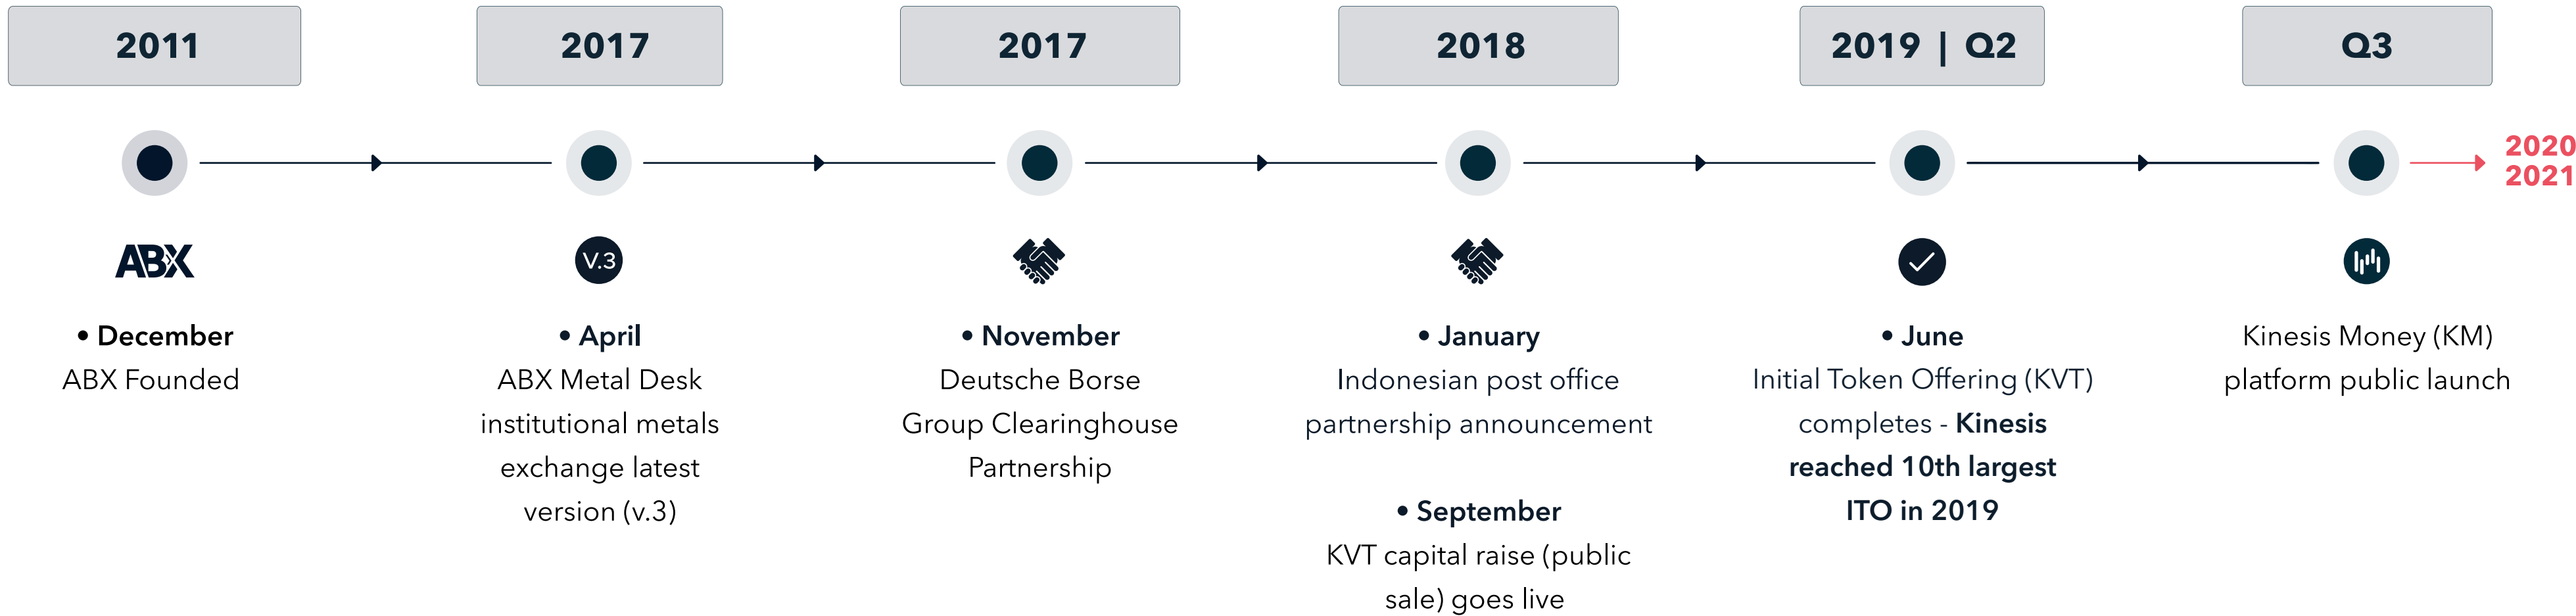 2011
2017
2017
2018
2019 | Q2
Q3
2020
2021
ABX
V.3
• December
ABX Founded
• April
ABX Metal Desk
institutional metals
exchange latest
version (v.3)
• November
Deutsche Borse
Group Clearinghouse
Partnership
• January
Indonesian post office
partnership announcement
• September
KVT capital raise (public
sale) goes live
• June
Initial Token Offering (KVT)
completes - Kinesis
reached 10th largest
ITO in 2019
Kinesis Money (KM)
platform public launch